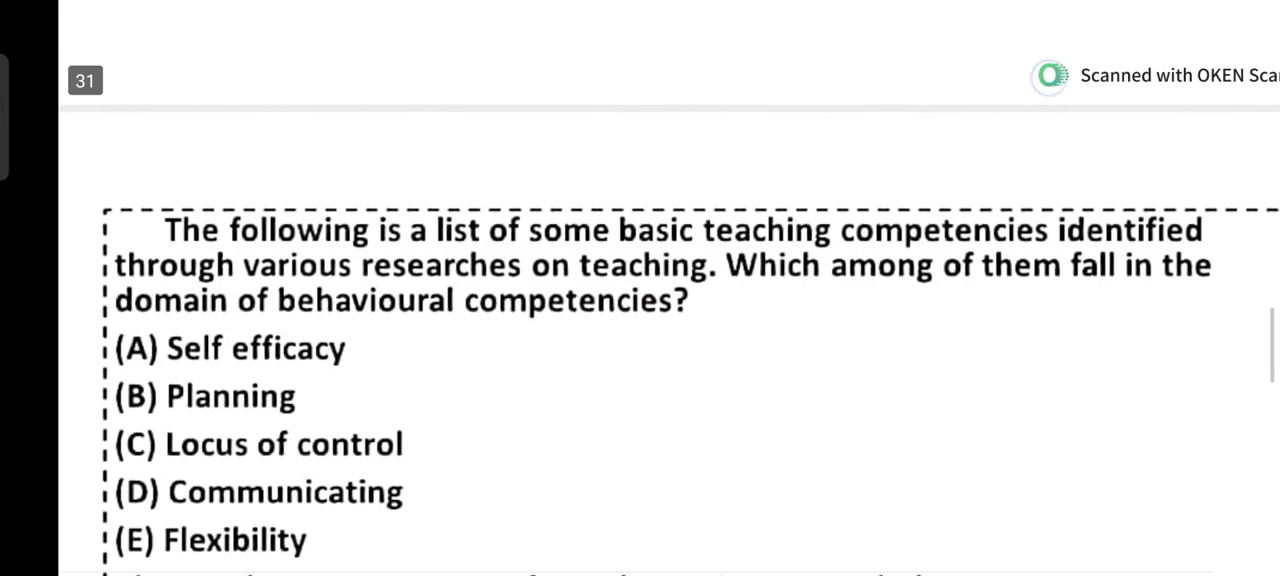 31
Scanned with OKEN Scan
The following is a list of some basic teaching competencies identified
through various researches on teaching. Which among of them fall in the
domain of behavioural competencies?
(A) Self efficacy
(B) Planning
(C) Locus of control
(D) Communicating
(E) Flexibility